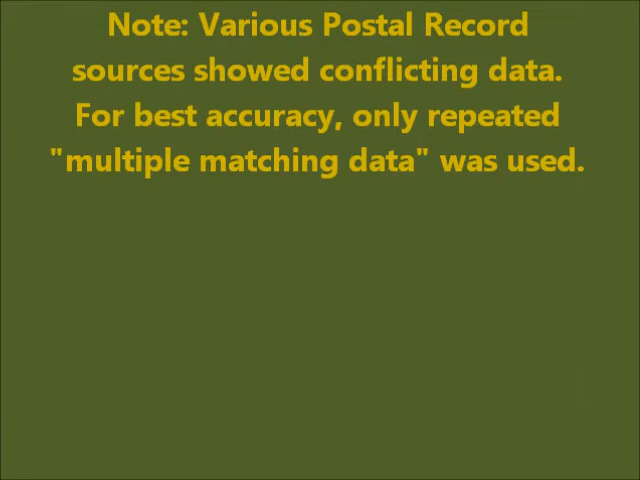 Note: Various Postal Record
sources showed conflicting data.
For best accuracy, only repeated
"multiple matching data" was used.